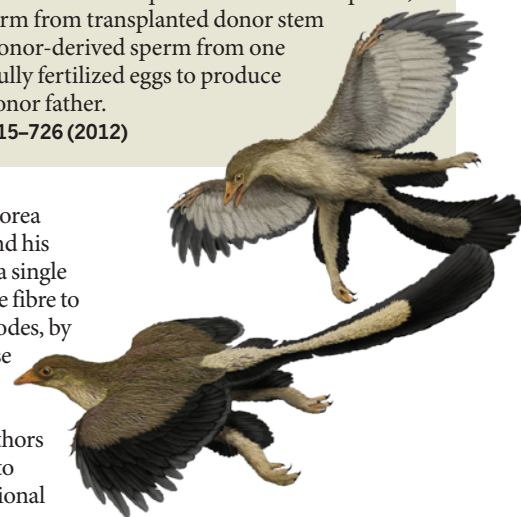 rm from transplanted donor stem
onor-derived sperm from one
ully fertilized eggs to produce
onor father.
15–726 (2012)
orea
nd his
a single
e fibre to
odes, by
se
thors
to
ional